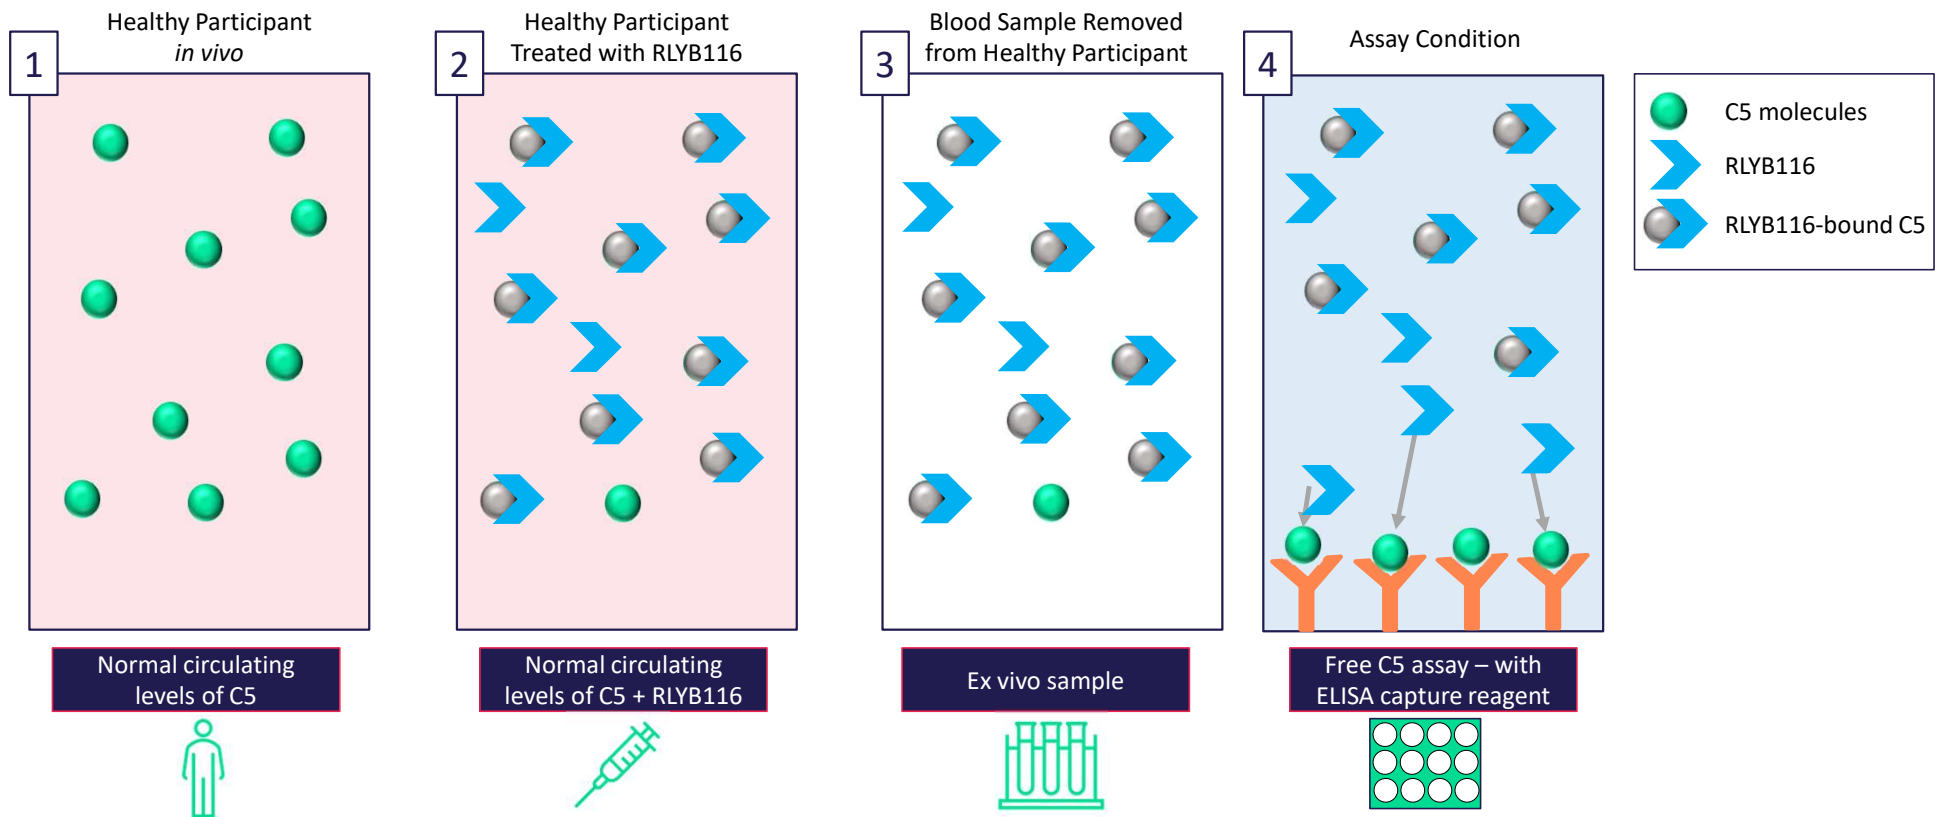 1
Healthy Participant
in vivo
Normal circulating
levels of C5
2
Healthy Participant
Treated with RLYB116
Normal circulating
levels of C5 + RLYB116
3
Blood Sample Removed
from Healthy Participant
Ex vivo sample
4
Assay Condition
Free C5 assay – with
ELISA capture reagent
C5 molecules
RLYB116
RLYB116-bound C5